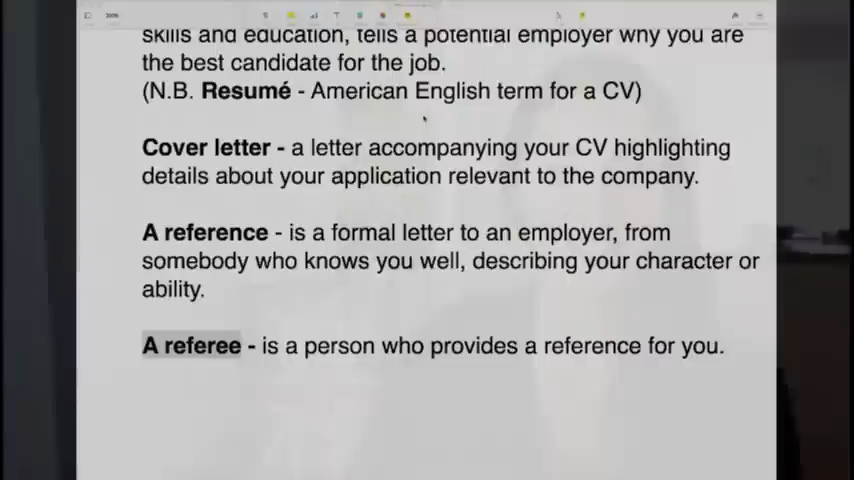 skills and education, tells a potential employer why you are
the best candidate for the job.
(N.B. Resumé - American English term for a CV)
Cover letter - a letter accompanying your CV highlighting
details about your application relevant to the company.
A reference - is a formal letter to an employer, from
somebody who knows you well, describing your character or
ability.
A referee - is a person who provides a reference for you.